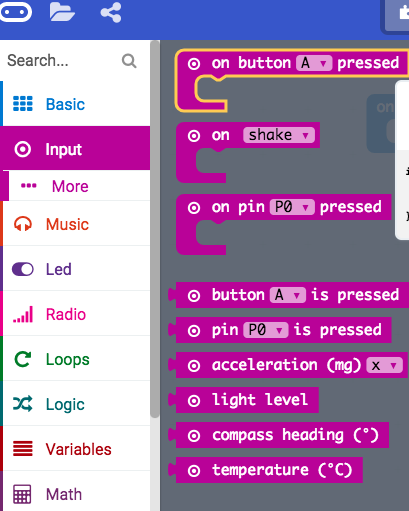 Search...
Basic
Input
More
Music
Led
Radio
Loops
Logic
Variables
Math
on button A pressed
on shake
on pin P0 pressed
button A is pressed
pin P0 is pressed
acceleration (mg) x
light level
compass heading (°)
temperature (°C)
on